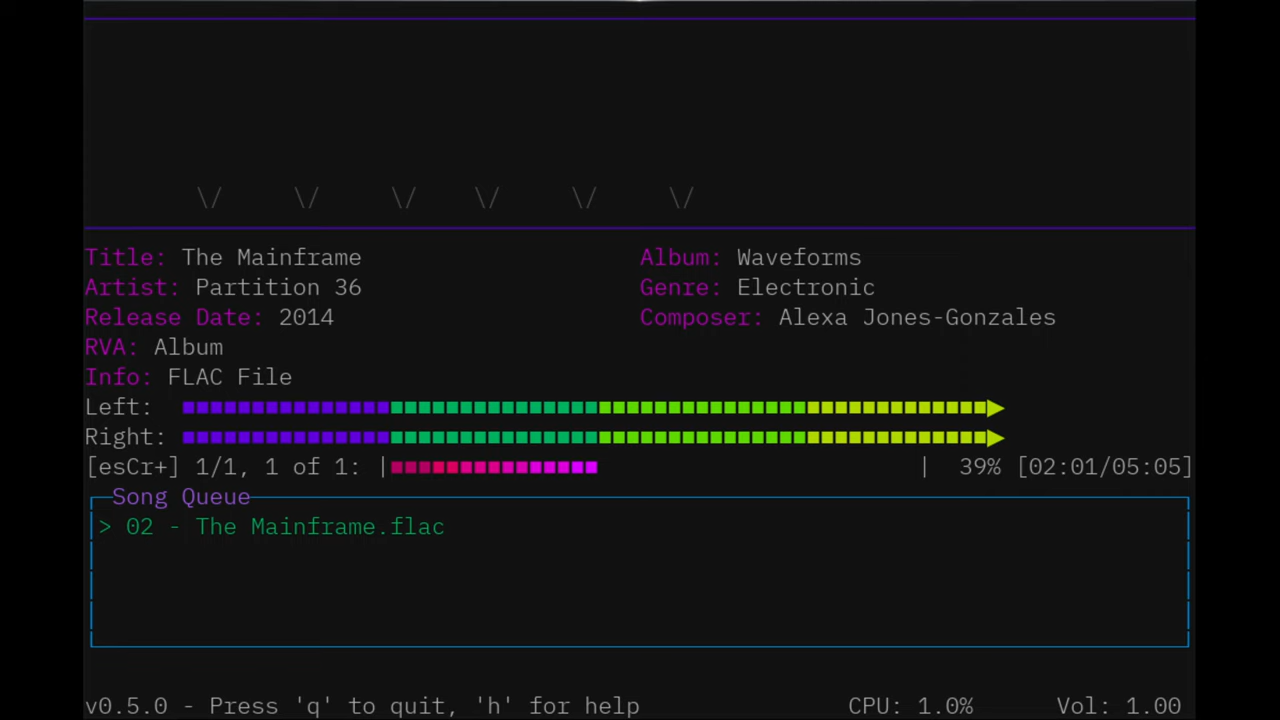 \/ \/ \/ \/ \/ \/
Title: The Mainframe Album: Waveforms
Artist: Partition 36 Genre: Electronic
Release Date: 2014 Composer: Alexa Jones-Gonzales
RVA: Album
Info: FLAC File
Left:
Right:
[esCr+] 1/1, 1 of 1: | | 39% [02:01/05:05]
Song Queue
> 02 - The Mainframe.flac
v0.5.0 - Press 'q' to quit, 'h' for help CPU: 1.0% Vol: 1.00